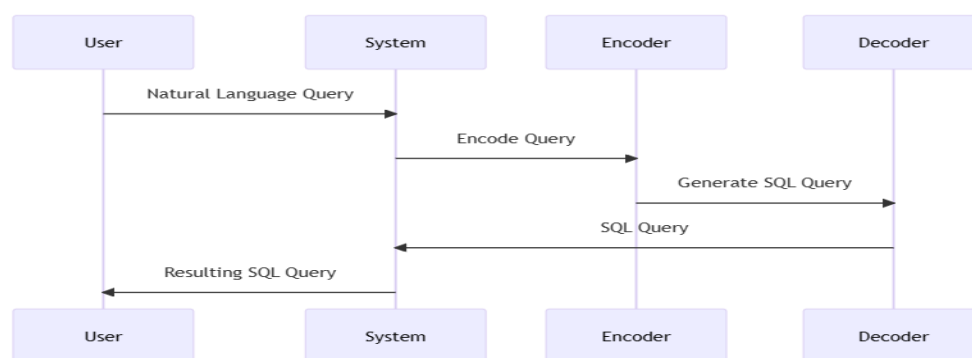 User System Encoder Decoder
Natural Language Query
Encode Query
Generate SQL Query
SQL Query
Resulting SQL Query
User System Encoder Decoder